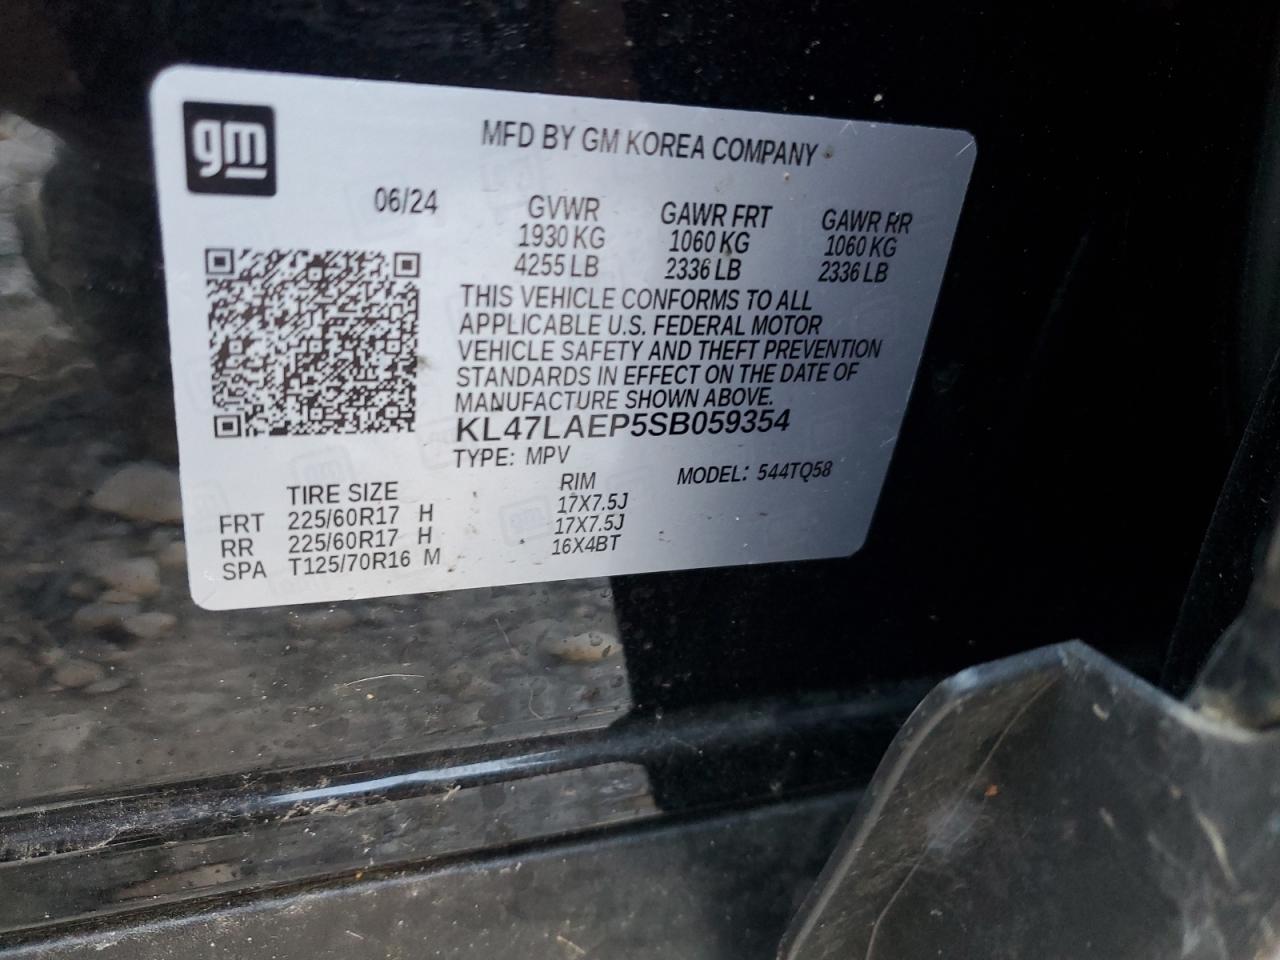 gm
MFD BY GM KOREA COMPANY
06/24 GVWR GAWR FRT GAWR RR
1930 KG 1060 KG 1060 KG
4255 LB 2336 LB 2336 LB
THIS VEHICLE CONFORMS TO ALL
APPLICABLE U.S. FEDERAL MOTOR
VEHICLE SAFETY AND THEFT PREVENTION
STANDARDS IN EFFECT ON THE DATE OF
MANUFACTURE SHOWN ABOVE.
KL47LAEP5SB059354
TYPE: MPV MODEL: 544TQ58
TIRE SIZE RIM
FRT 225/60R17 H 17X7.5J
RR 225/60R17 H 17X7.5J
SPA T125/70R16 M 16X4BT